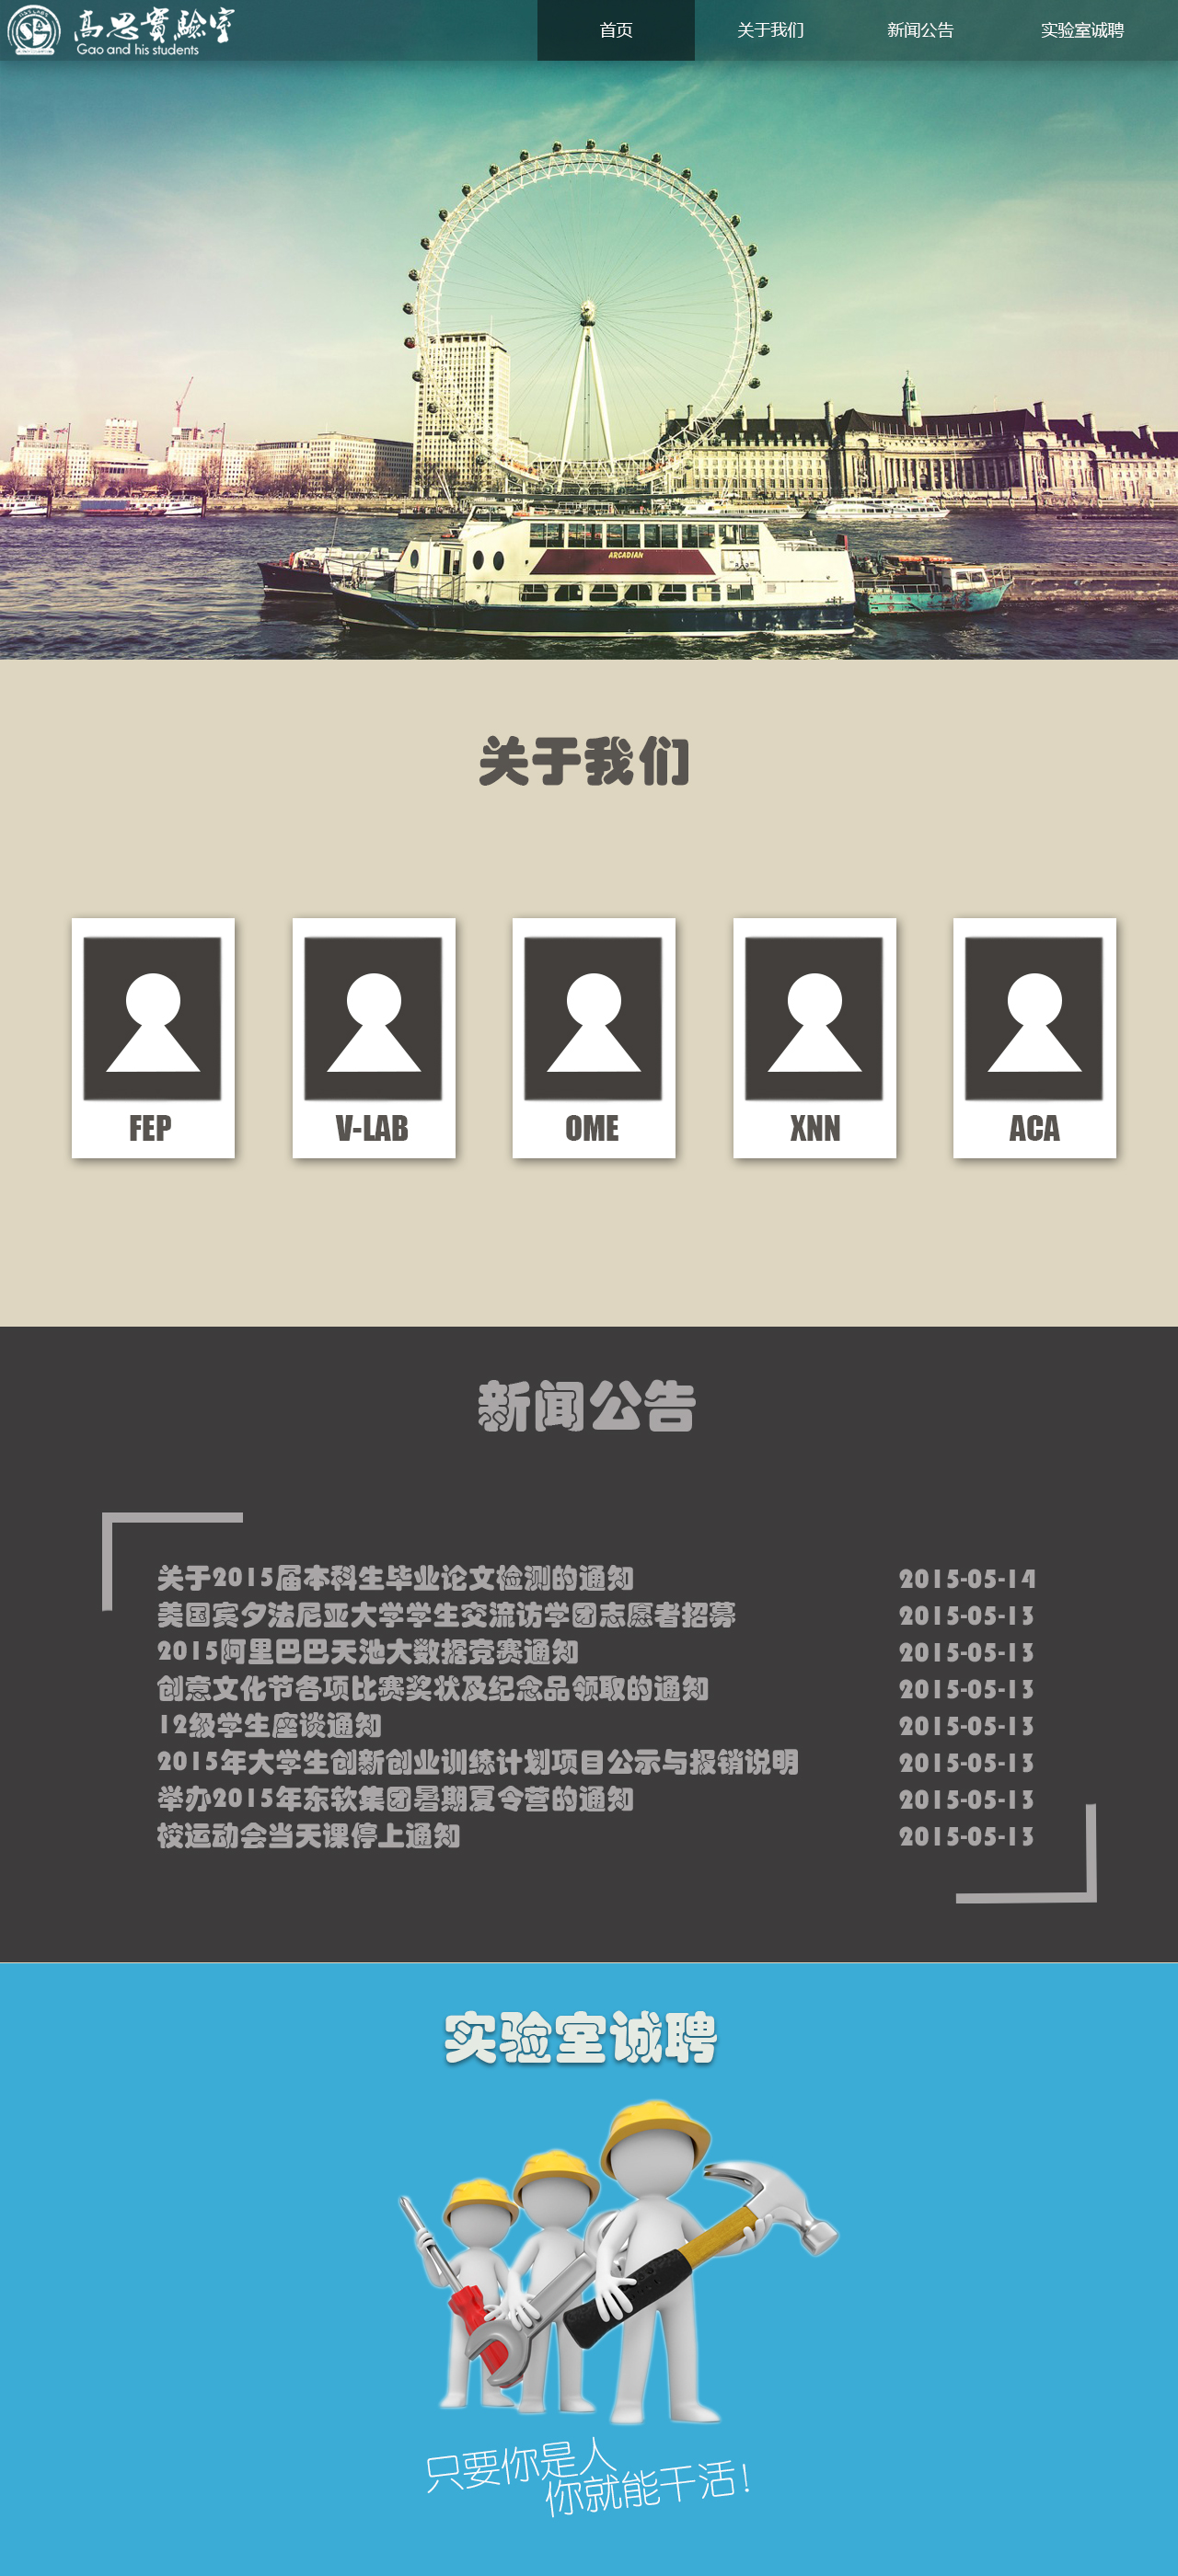 高思實驗室
Gao and his students
首页
关于我们
新闻公告
实验室诚聘
ARCADIAN
关于我们
FEP
V-LAB
OME
XNN
ACA
新闻公告
关于2015届本科生毕业论文检测的通知 2015-05-14
美国宾夕法尼亚大学学生交流访学团志愿者招募 2015-05-13
2015阿里巴巴天池大数据竞赛通知 2015-05-13
创意文化节各项比赛奖状及纪念品领取的通知 2015-05-13
12级学生座谈通知 2015-05-13
2015年大学生创新创业训练计划项目公示与报销说明 2015-05-13
举办2015年东软集团暑期夏令营的通知 2015-05-13
校运动会当天课停上通知 2015-05-13
实验室诚聘
只要你是人
你就能干活!